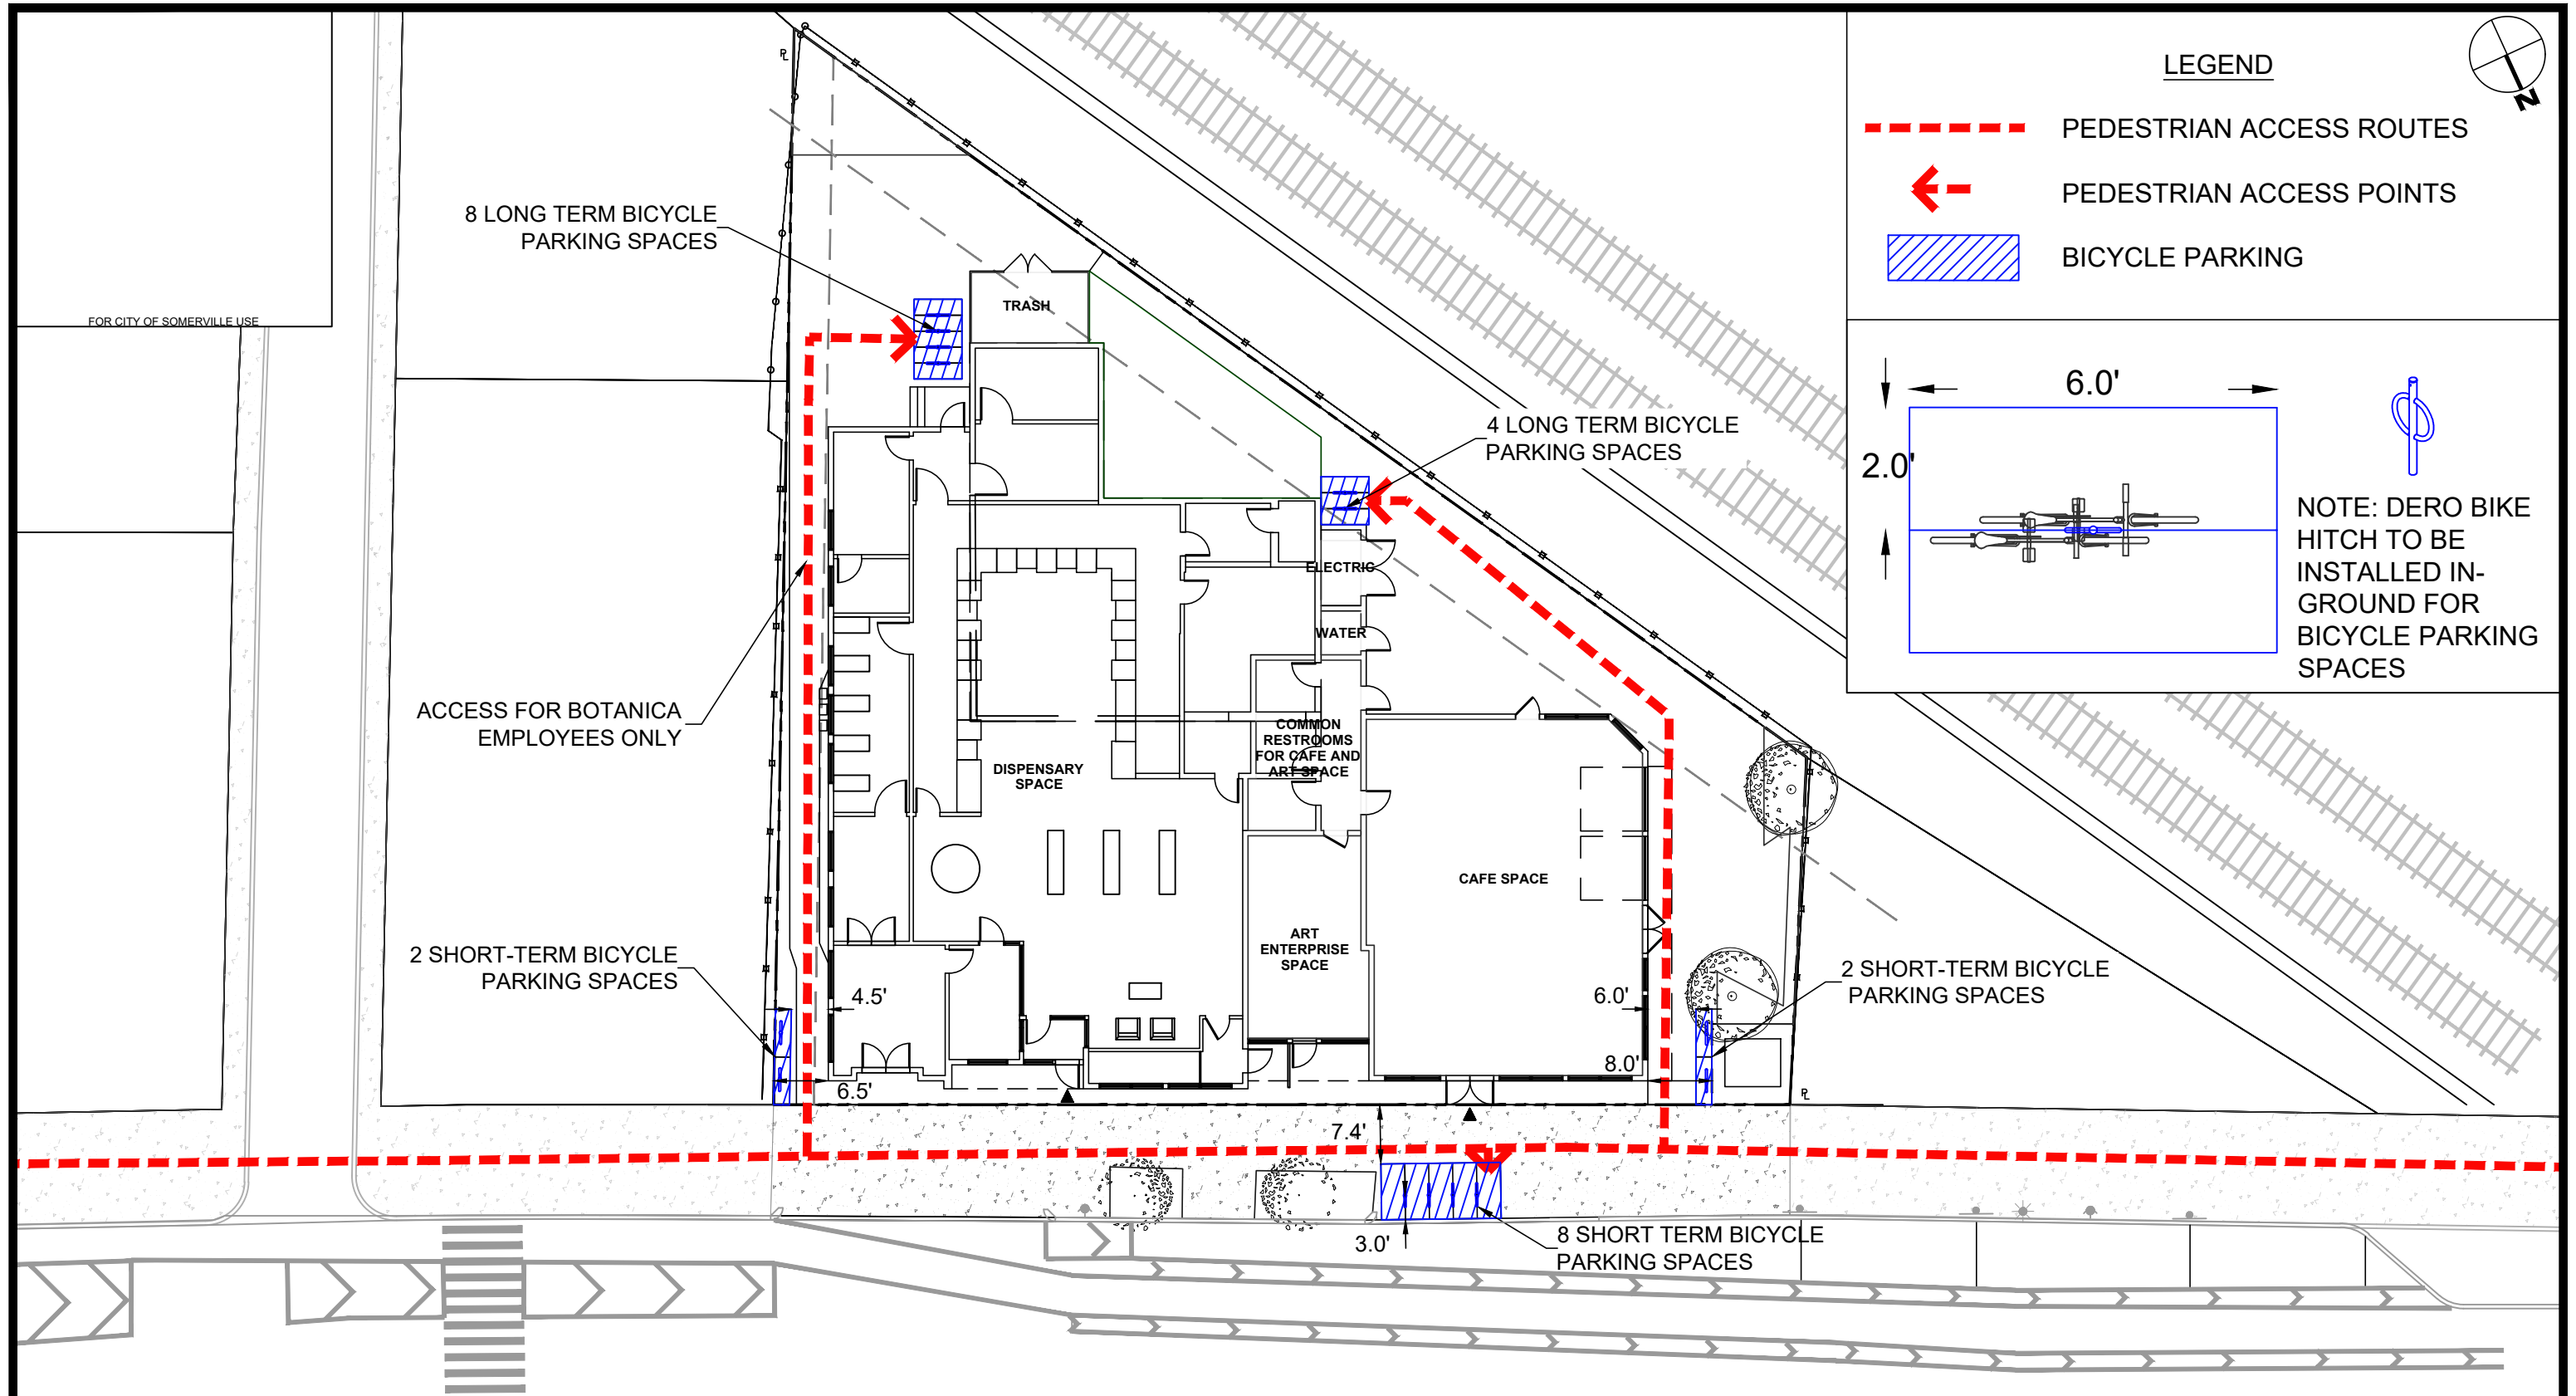 LEGEND
N
PEDESTRIAN ACCESS ROUTES
PEDESTRIAN ACCESS POINTS
BICYCLE PARKING
6.0'
2.0'
NOTE: DERO BIKE
HITCH TO BE
INSTALLED IN-
GROUND FOR
BICYCLE PARKING
SPACES
FOR CITY OF SOMERVILLE USE
PL
8 LONG TERM BICYCLE
PARKING SPACES
TRASH
4 LONG TERM BICYCLE
PARKING SPACES
ELECTRIC
WATER
ACCESS FOR BOTANICA
EMPLOYEES ONLY
COMMON
RESTROOMS
FOR CAFE AND
ART SPACE
DISPENSARY
SPACE
CAFE SPACE
ART
ENTERPRISE
SPACE
2 SHORT-TERM BICYCLE
PARKING SPACES
4.5'
6.0'
2 SHORT-TERM BICYCLE
PARKING SPACES
6.5'
8.0'
PL
7.4'
3.0'
8 SHORT TERM BICYCLE
PARKING SPACES